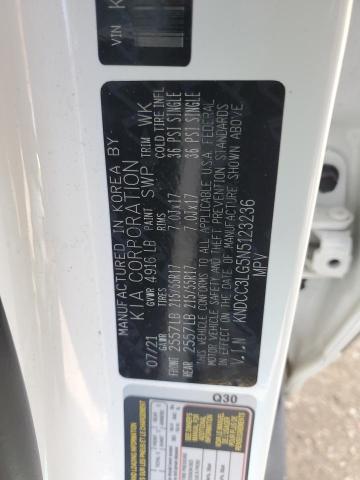 VIN K
MANUFACTURED IN KOREA BY
KIA CORPORATION
07/21 GVWR 4916 LB PAINT SWP TRIM WK
GAWR TIRES RIMS COLD TIRE INFL
FRONT 2557LB 215/55R17 7.0JX17 36 PSI SINGLE
REAR 2557LB 215/55R17 7.0JX17 36 PSI SINGLE
THIS VEHICLE CONFORMS TO ALL APPLICABLE U.S.A FEDERAL
MOTOR VEHICLE SAFETY AND THEFT PREVENTION STANDARDS
IN EFFECT ON THE DATE OF MANUFACTURE SHOWN ABOVE.
V.I.N KNDCC3LG5N5123236
MPV
Q30